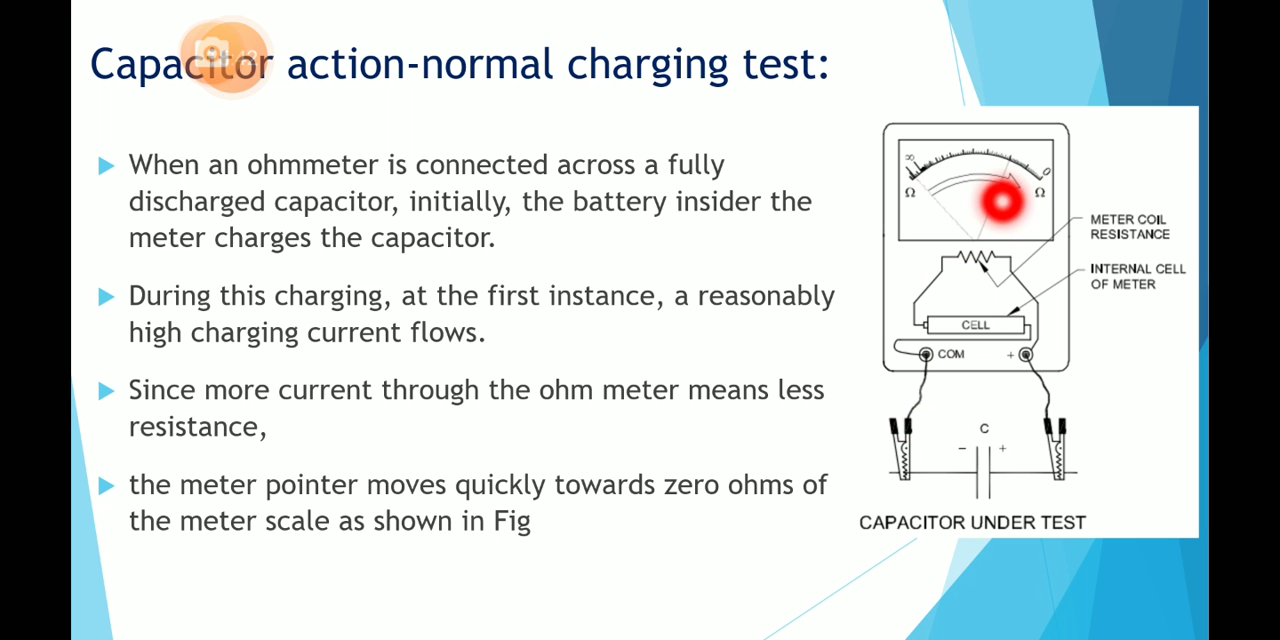 Capacitor action-normal charging test:
When an ohmmeter is connected across a fully
discharged capacitor, initially, the battery insider the
meter charges the capacitor.
During this charging, at the first instance, a reasonably
high charging current flows.
Since more current through the ohm meter means less
resistance,
the meter pointer moves quickly towards zero ohms of
the meter scale as shown in Fig
∞
0
Ω
Ω
METER COIL
RESISTANCE
INTERNAL CELL
OF METER
CELL
COM +
C
− +
CAPACITOR UNDER TEST